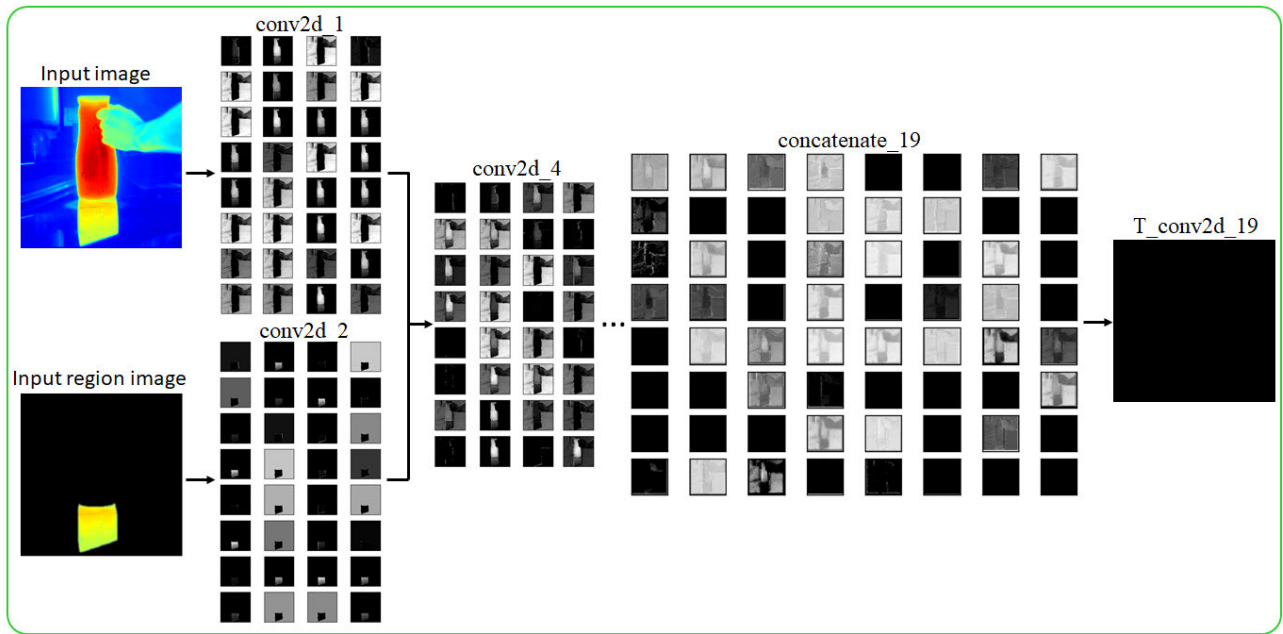 conv2d_1
Input image
concatenate_19
conv2d_4
T_conv2d_19
...
conv2d_2
Input region image